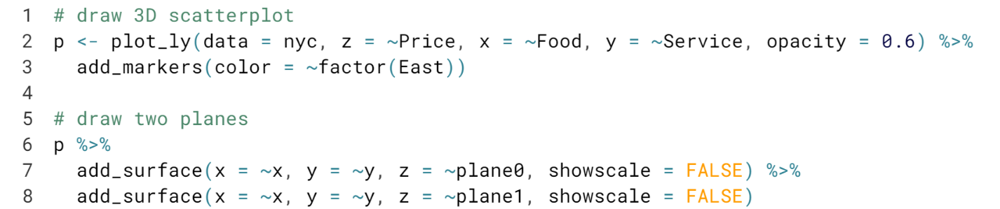 1 # draw 3D scatterplot
2 p <- plot_ly(data = nyc, z = ~Price, x = ~Food, y = ~Service, opacity = 0.6) %>%
3   add_markers(color = ~factor(East))
4
5 # draw two planes
6 p %>%
7   add_surface(x = ~x, y = ~y, z = ~plane0, showscale = FALSE) %>%
8   add_surface(x = ~x, y = ~y, z = ~plane1, showscale = FALSE)